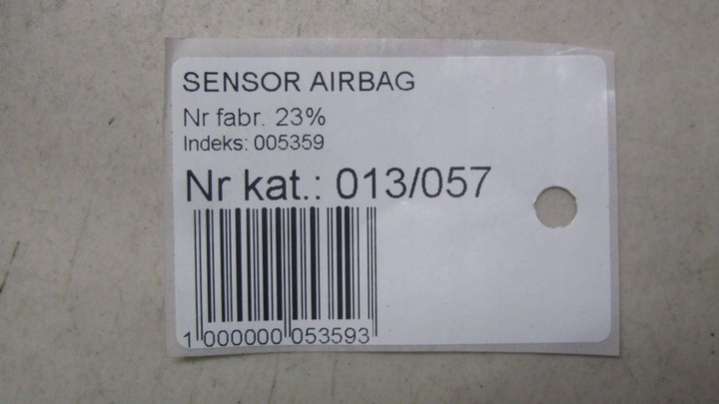 SENSOR AIRBAG
Nr fabr. 23%
Indeks: 005359
Nr kat.: 013/057
1 000000 053593